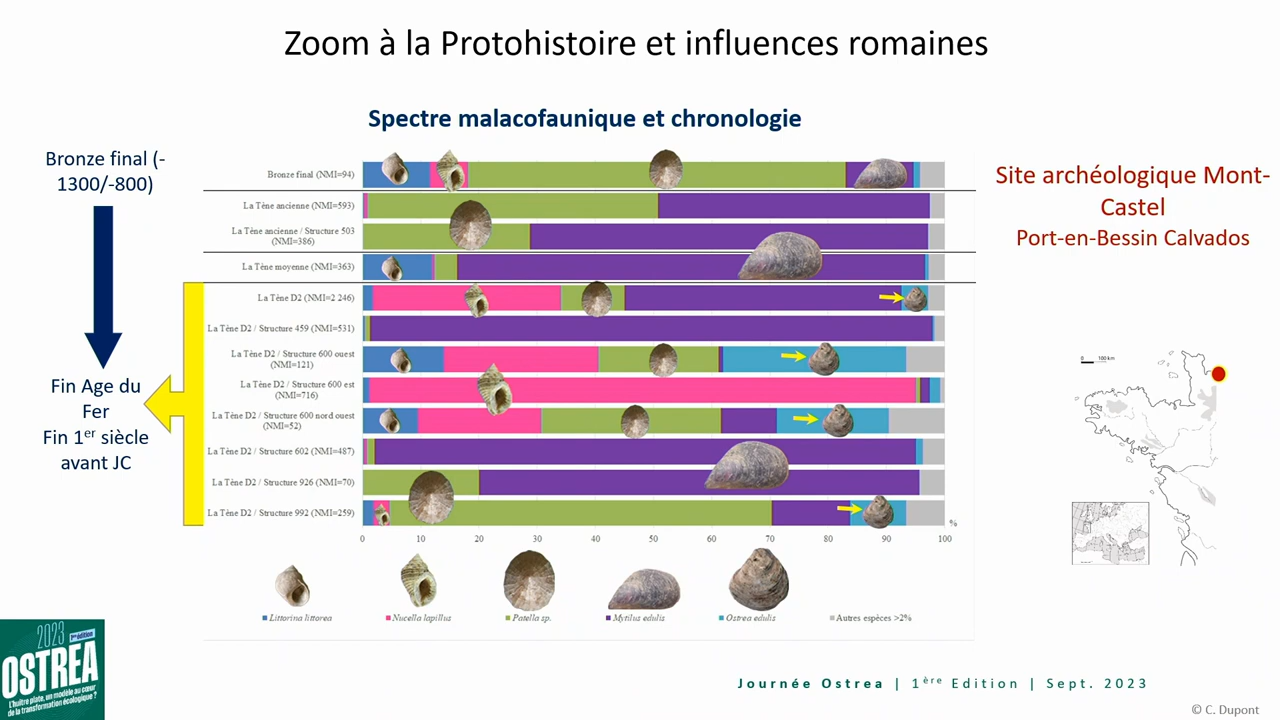 Zoom à la Protohistoire et influences romaines
Spectre malacofaunique et chronologie
Bronze final (-
1300/-800)
Fin Age du
Fer
Fin 1er siècle
avant JC
Bronze final (NMI=94)
La Tène ancienne (NMI=593)
La Tène ancienne / Structure 503
(NMI=386)
La Tène moyenne (NMI=363)
La Tène D2 (NMI=2 246)
La Tène D2 / Structure 459 (NMI=531)
La Tène D2 / Structure 600 ouest
(NMI=121)
La Tène D2 / Structure 600 est
(NMI=716)
La Tène D2 / Structure 600 nord ouest
(NMI=52)
La Tène D2 / Structure 602 (NMI=487)
La Tène D2 / Structure 926 (NMI=70)
La Tène D2 / Structure 992 (NMI=259)
%
0 10 20 30 40 50 60 70 80 90 100
Littorina littorea
Nucella lapillus
Patella sp.
Mytilus edulis
Ostrea edulis
Autres espèces >2%
Site archéologique Mont-
Castel
Port-en-Bessin Calvados
0 100 km
2023
1ère édition
OSTREA
L'huître plate, un modèle au cœur
de la transformation écologique ?
Journée Ostrea | 1ère Edition | Sept. 2023
© C. Dupont